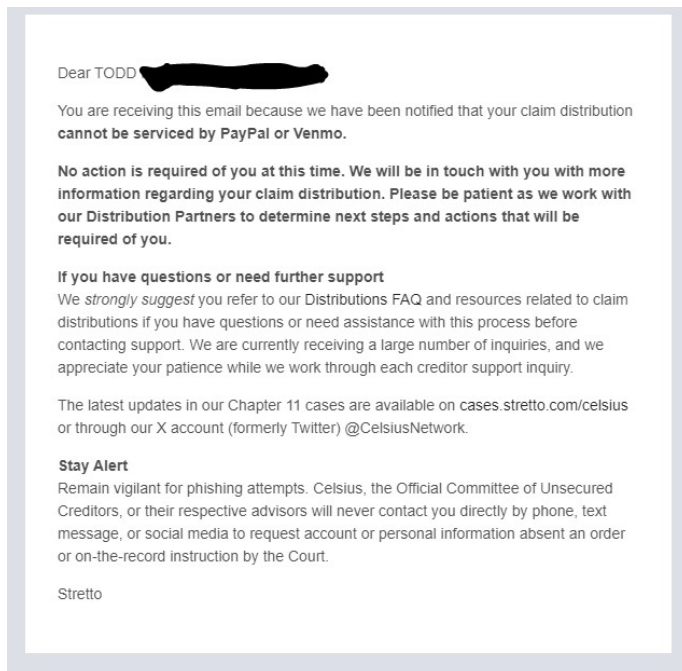 Dear TODD
You are receiving this email because we have been notified that your claim distribution
cannot be serviced by PayPal or Venmo.
No action is required of you at this time. We will be in touch with you with more
information regarding your claim distribution. Please be patient as we work with
our Distribution Partners to determine next steps and actions that will be
required of you.
If you have questions or need further support
We strongly suggest you refer to our Distributions FAQ and resources related to claim
distributions if you have questions or need assistance with this process before
contacting support. We are currently receiving a large number of inquiries, and we
appreciate your patience while we work through each creditor support inquiry.
The latest updates in our Chapter 11 cases are available on cases.stretto.com/celsius
or through our X account (formerly Twitter) @CelsiusNetwork.
Stay Alert
Remain vigilant for phishing attempts. Celsius, the Official Committee of Unsecured
Creditors, or their respective advisors will never contact you directly by phone, text
message, or social media to request account or personal information absent an order
or on-the-record instruction by the Court.
Stretto